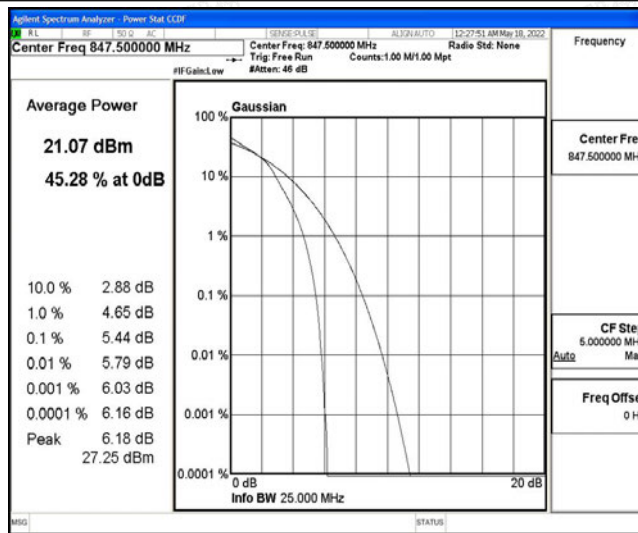 Agilent Spectrum Analyzer - Power Stat CCDF
RL RF 50 Ω AC SENSE:PULSE ALIGN AUTO 12:27:51 AM May 18, 2022
Center Freq 847.500000 MHz
Center Freq: 847.500000 MHz Radio Std: None
Trig: Free Run Counts:1.00 M/1.00 Mpt
#IFGain:Low #Atten: 46 dB
Frequency
Average Power
21.07 dBm
45.28 % at 0dB
10.0 % 2.88 dB
1.0 % 4.65 dB
0.1 % 5.44 dB
0.01 % 5.79 dB
0.001 % 6.03 dB
0.0001 % 6.16 dB
Peak 6.18 dB
27.25 dBm
Gaussian
100 %
10 %
1 %
0.1 %
0.01 %
0.001 %
0.0001 %
0 dB 20 dB
Info BW 25.000 MHz
Center Fre
847.500000 MH
CF Ste
5.000000 MH
Auto Ma
Freq Offse
0 H
MSG STATUS